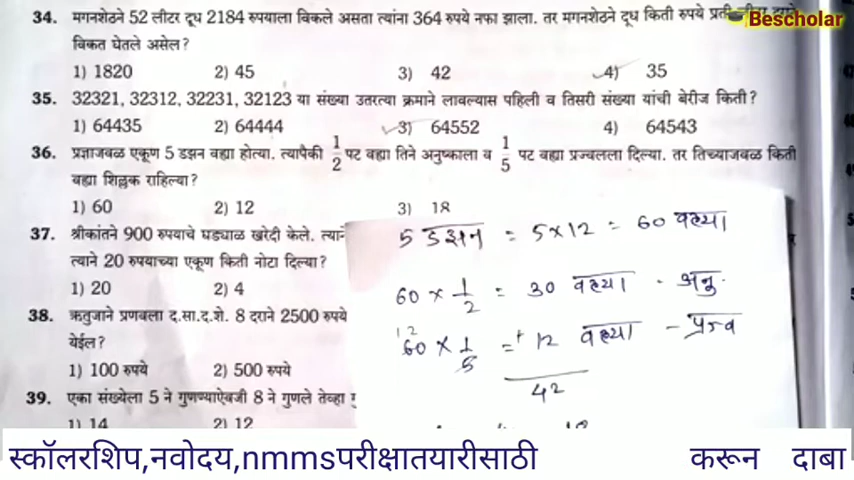 34. मगनशेठने 52 लीटर दूध 2184 रुपयाला विकले असता त्यांना 364 रुपये नफा झाला. तर मगनशेठने दूध किती रुपये प्रती
Bescholar
विकत घेतले असेल?
1) 1820 2) 45 3) 42 4) 35
35. 32321, 32312, 32231, 32123 या संख्या उतरत्या क्रमाने लावल्यास पहिली व तिसरी संख्या यांची बेरीज किती?
1) 64435 2) 64444 3) 64552 4) 64543
36. प्रज्ञाजवळ एकूण 5 डझन वह्या होत्या. त्यापैकी 1/2 पट वह्या तिने अनुष्काला व 1/5 पट वह्या प्रज्वलला दिल्या. तर तिच्याजवळ किती
वह्या शिल्लक राहिल्या?
1) 60 2) 12 3) 18
37. श्रीकांतने 900 रुपयाचे घड्याळ खरेदी केले. त्याने
त्याने 20 रुपयाच्या एकूण किती नोटा दिल्या?
1) 20 2) 4
38. ऋतुजाने प्रणवला द.सा.द.शे. 8 दराने 2500 रुपये
येईल?
1) 100 रुपये 2) 500 रुपये
39. एका संख्येला 5 ने गुणण्याऐवजी 8 ने गुणले तेव्हा
1) 14 2) 12
5 डझन = 5 × 12 = 60 वह्या
60 × 1/2 = 30 वह्या - अनु.
12
60 × 1/5 = + 12 वह्या - प्रज्व
42
स्कॉलरशिप,नवोदय,nmmsपरीक्षातयारीसाठी करून दाबा